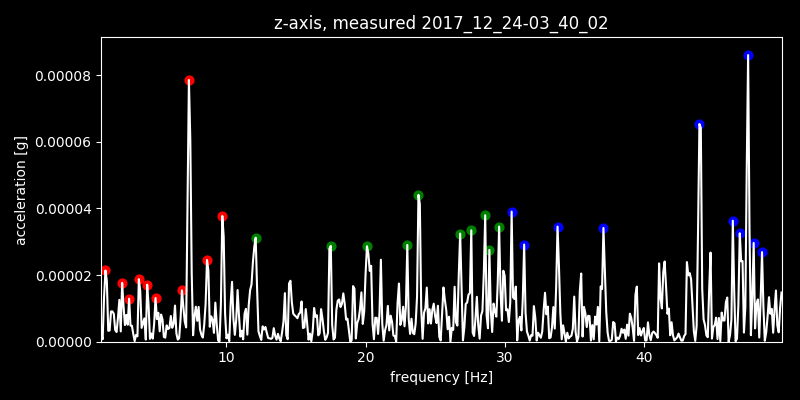 z-axis, measured 2017_12_24-03_40_02
0.00008
0.00006
0.00004
0.00002
0.00000
acceleration [g]
10 20 30 40
frequency [Hz]